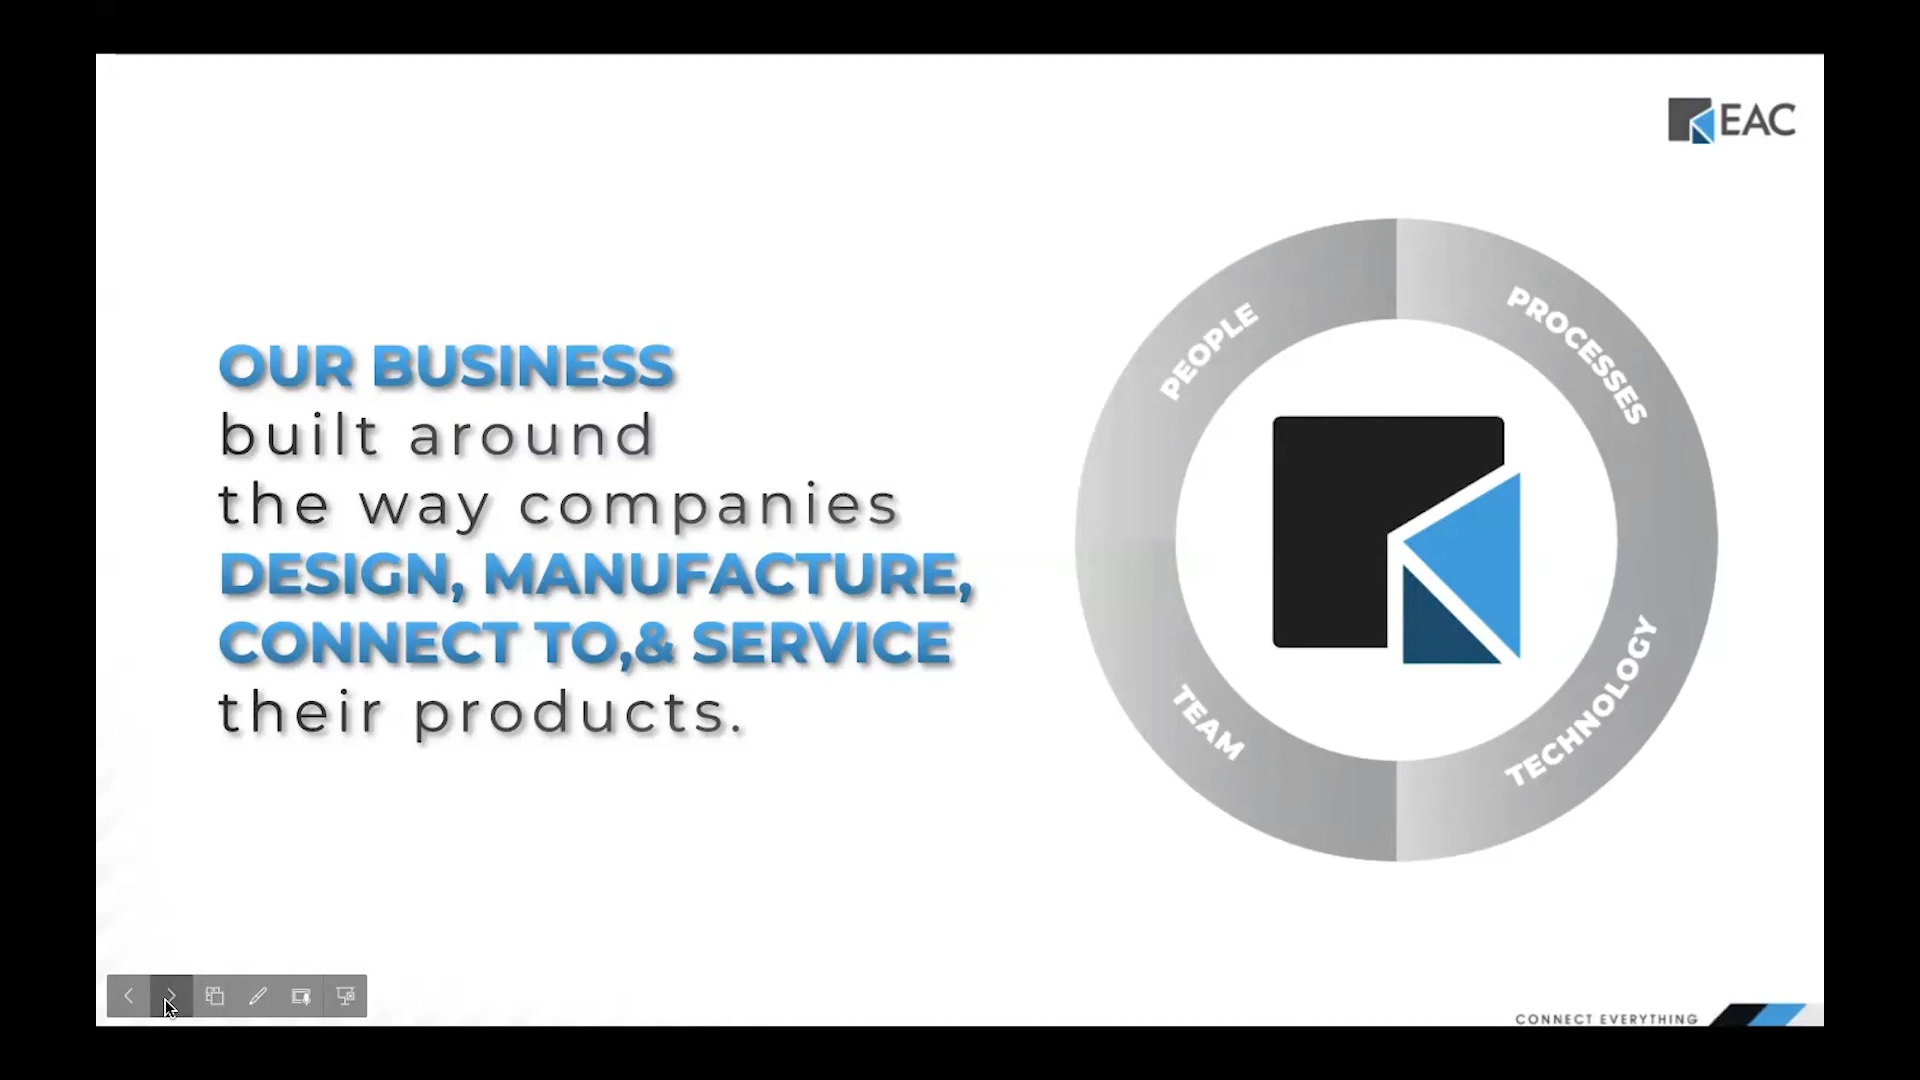 EAC
OUR BUSINESS
built around
the way companies
DESIGN, MANUFACTURE,
CONNECT TO,& SERVICE
their products.
PEOPLE
PROCESSES
TEAM
TECHNOLOGY
CONNECT EVERYTHING